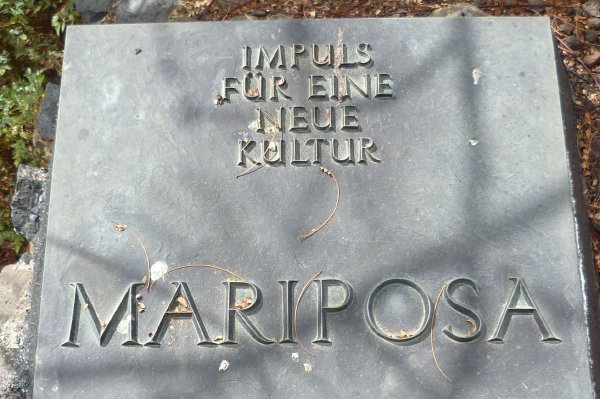 IMPULS
FÜR EINE
NEUE
KULTUR
MARIPOSA